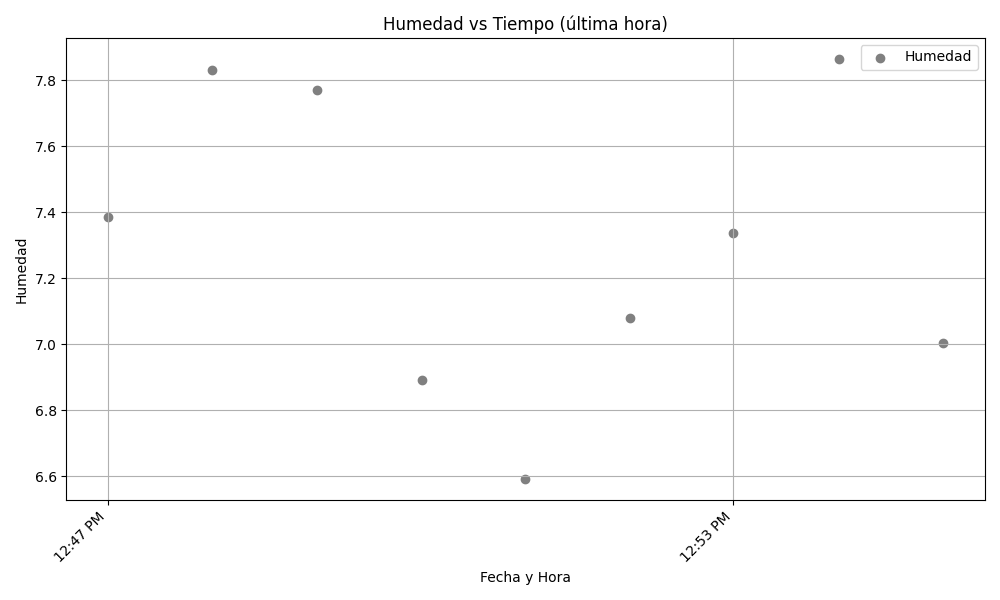 Humedad vs Tiempo (última hora)
Humedad
7.8
7.6
7.4
7.2
7.0
6.8
6.6
Humedad
12:47 PM
12:53 PM
Fecha y Hora